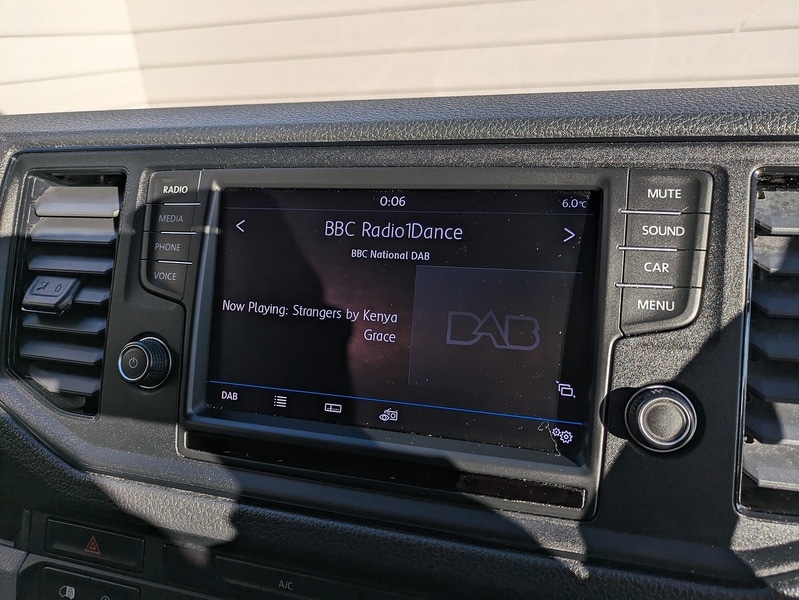 RADIO
MEDIA
PHONE
VOICE
0:06
6.0°C
<
BBC Radio1Dance
>
BBC National DAB
Now Playing: Strangers by Kenya
Grace
DAB
DAB
MUTE
SOUND
CAR
MENU
A/C